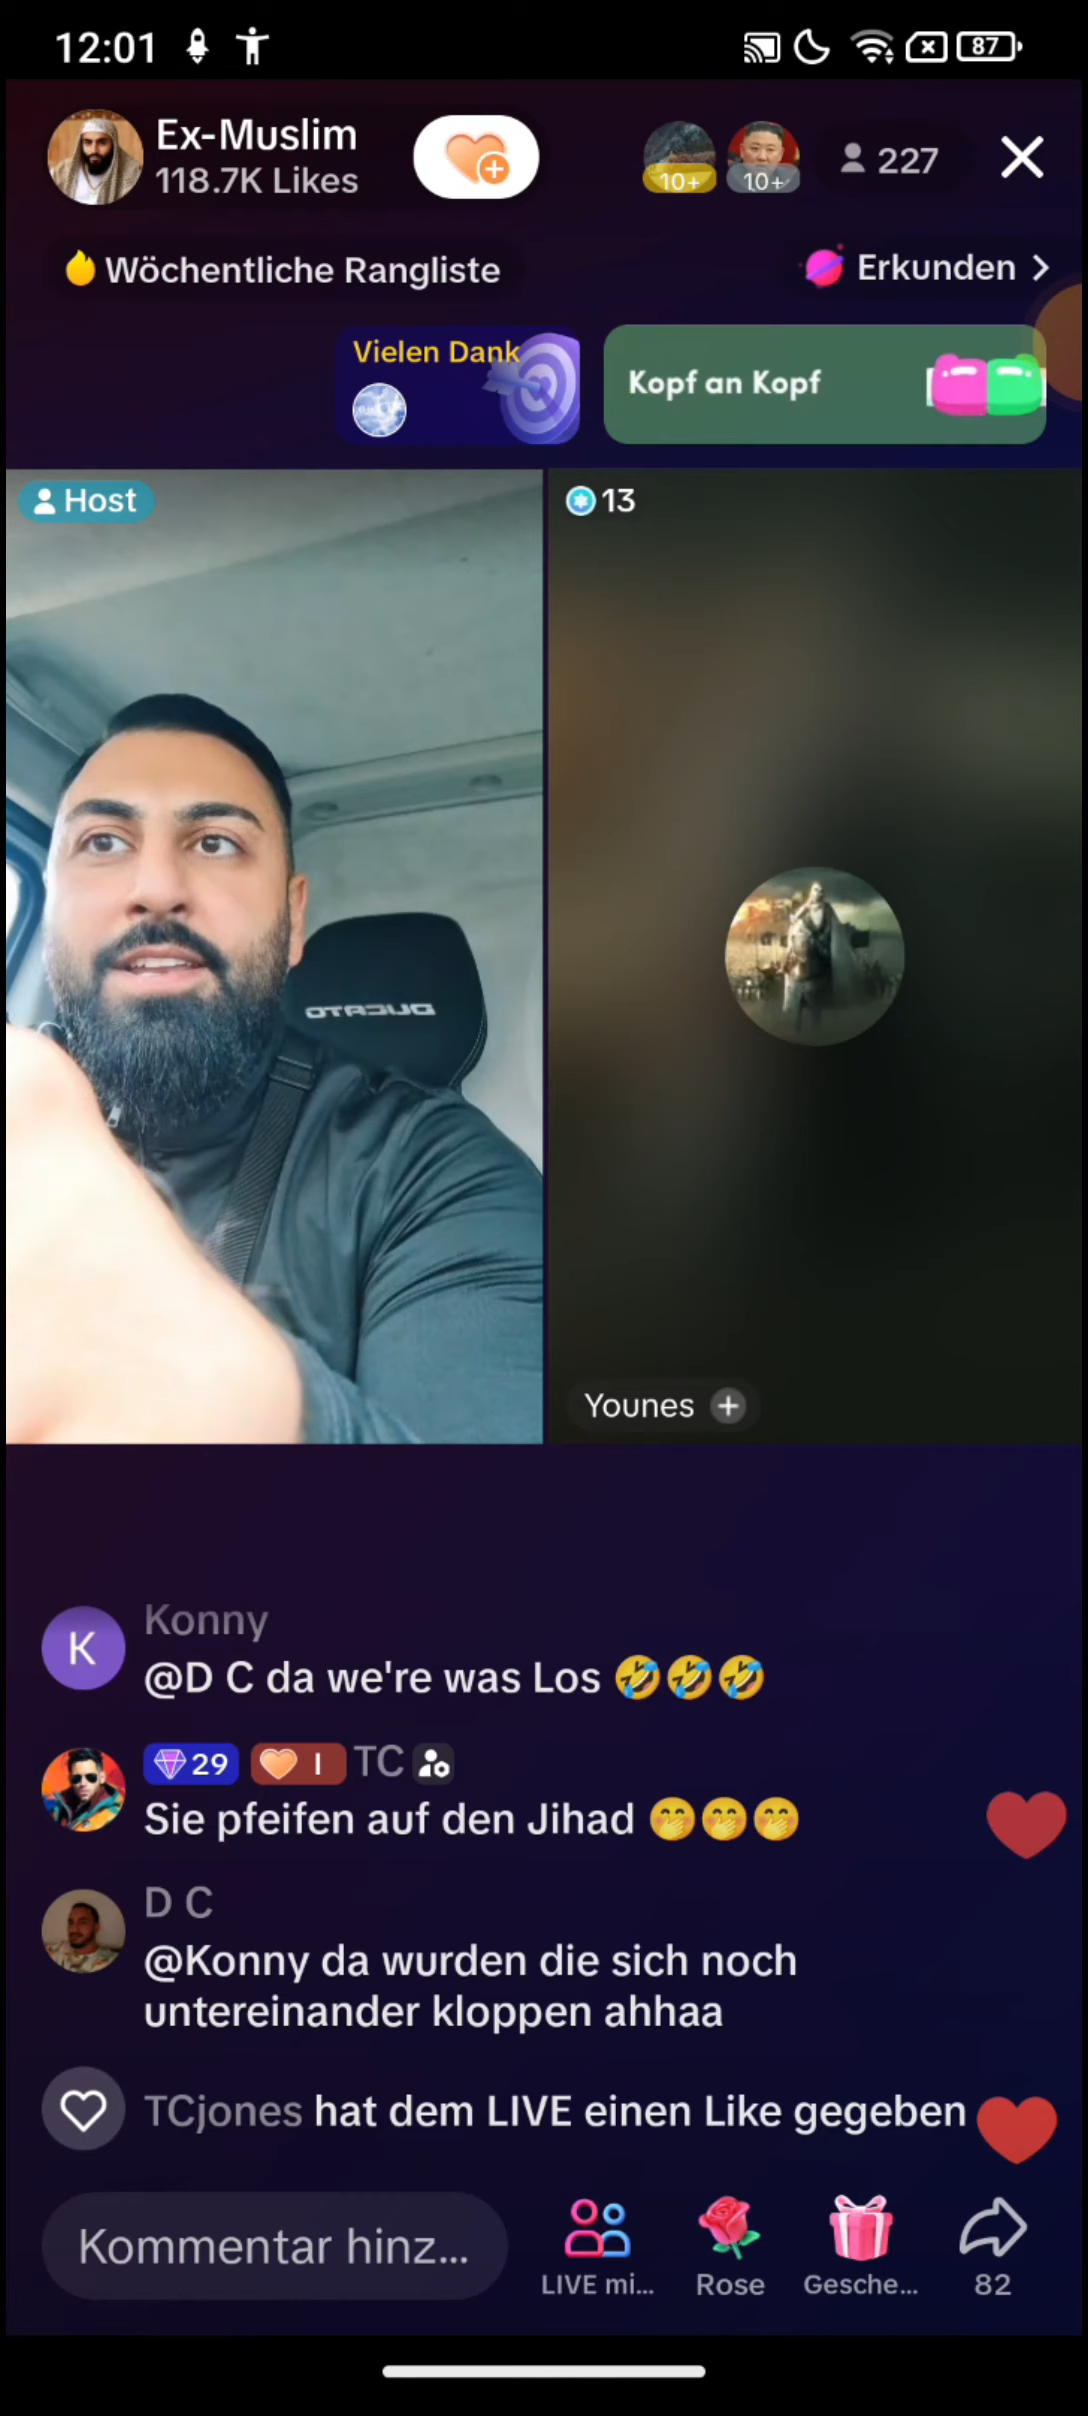 12:01
87
Ex-Muslim
118.7K Likes
10+
10+
227
Wöchentliche Rangliste
Erkunden
Vielen Dank
Kopf an Kopf
Host
13
DUCATO
Younes
K
Konny
@D C da we're was Los 🤣🤣🤣
29
I
TC
Sie pfeifen auf den Jihad 🤭🤭🤭
D C
@Konny da wurden die sich noch
untereinander kloppen ahhaa
TCjones hat dem LIVE einen Like gegeben
Kommentar hinz...
LIVE mi...
Rose
Gesche...
82